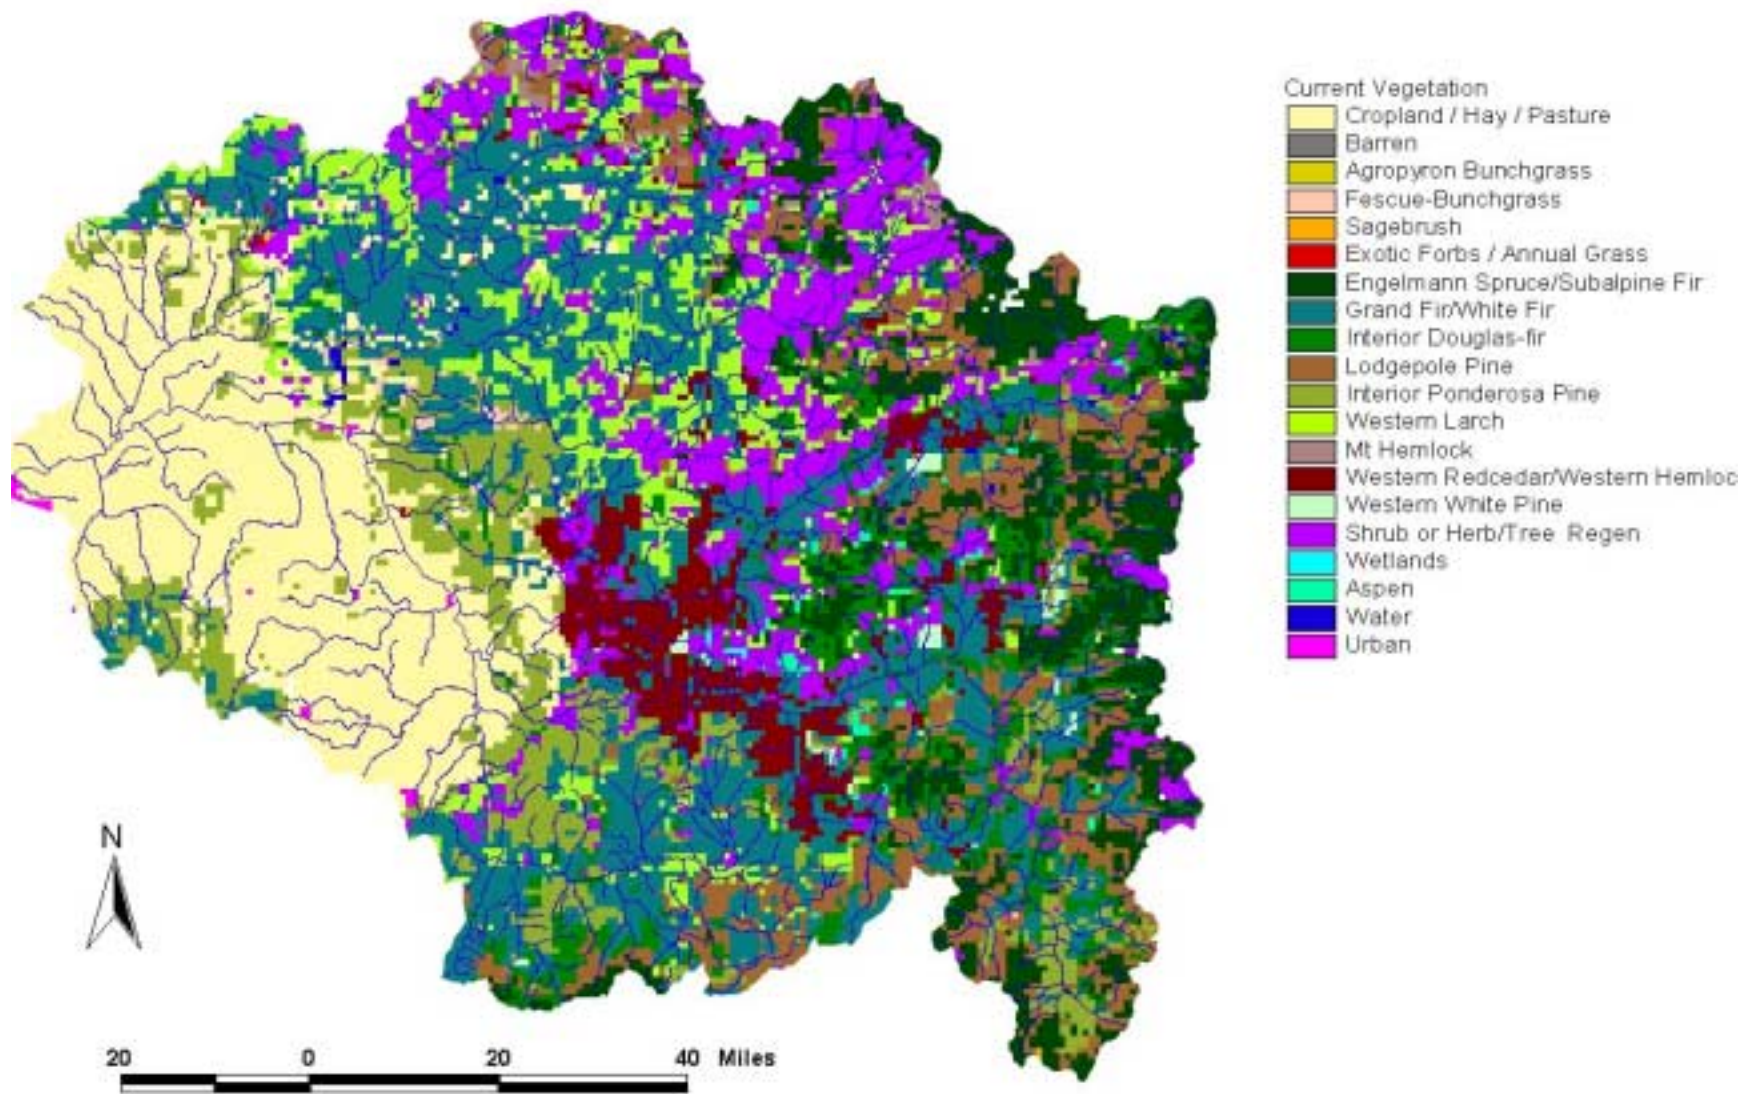 Current Vegetation
Cropland / Hay / Pasture
Barren
Agropyron Bunchgrass
Fescue-Bunchgrass
Sagebrush
Exotic Forbs / Annual Grass
Engelmann Spruce/Subalpine Fir
Grand Fir/White Fir
Interior Douglas-fir
Lodgepole Pine
Interior Ponderosa Pine
Western Larch
Mt Hemlock
Western Redcedar/Western Hemloc
Western White Pine
Shrub or Herb/Tree Regen
Wetlands
Aspen
Water
Urban
N
20 0 20 40 Miles